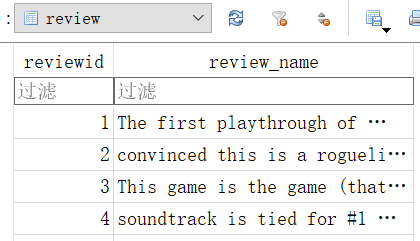 : review
reviewid review_name
过滤 过滤
1 The first playthrough of …
2 convinced this is a rogueli…
3 This game is the game (that…
4 soundtrack is tied for #1 …